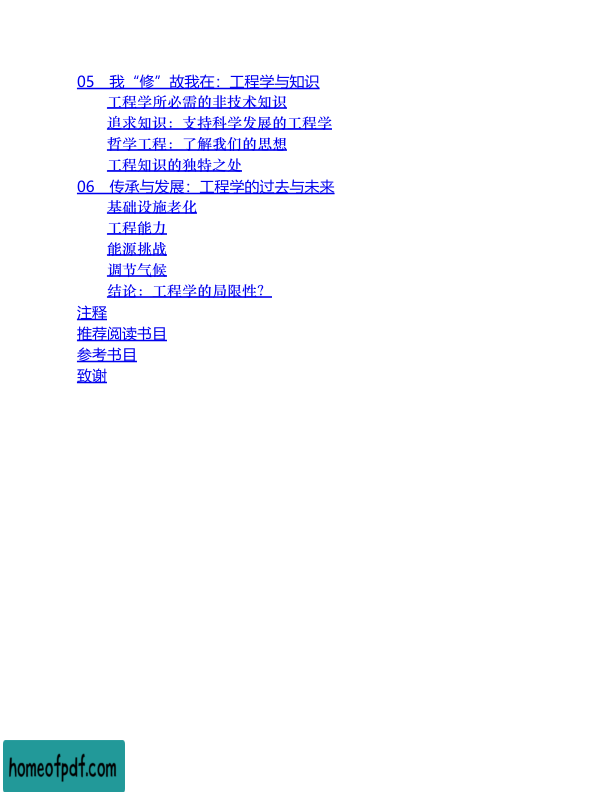 05 我“修”故我在：工程学与知识
工程学所必需的非技术知识
追求知识：支持科学发展的工程学
哲学工程：了解我们的思想
工程知识的独特之处
06 传承与发展：工程学的过去与未来
基础设施老化
工程能力
能源挑战
调节气候
结论：工程学的局限性？
注释
推荐阅读书目
参考书目
致谢
homeofpdf.com